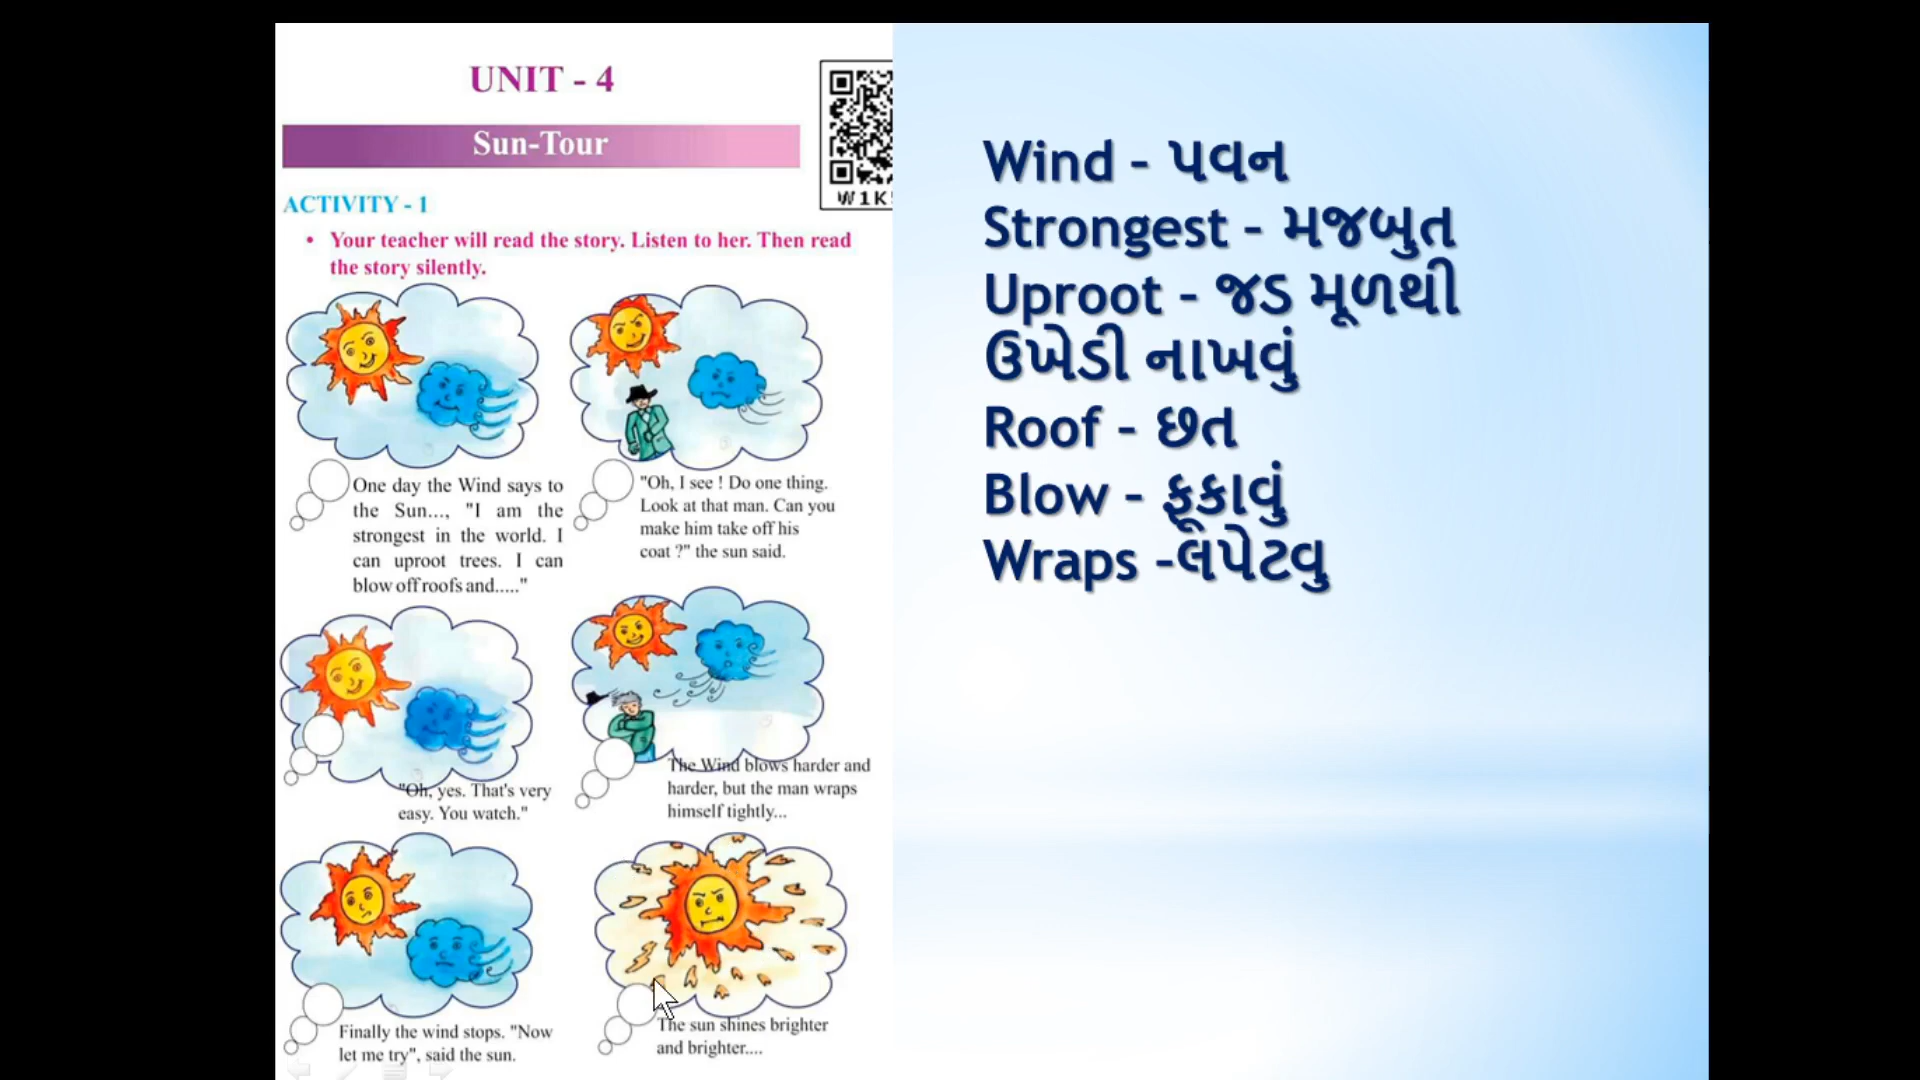 UNIT - 4
Sun-Tour
ACTIVITY - 1
• Your teacher will read the story. Listen to her. Then read
the story silently.
One day the Wind says to
the Sun..., "I am the
strongest in the world. I
can uproot trees. I can
blow off roofs and....."
"Oh, I see ! Do one thing.
Look at that man. Can you
make him take off his
coat ?" the sun said.
"Oh, yes. That's very
easy. You watch."
The Wind blows harder and
harder, but the man wraps
himself tightly...
Finally the wind stops. "Now
let me try", said the sun.
The sun shines brighter
and brighter....
Wind - પવન
Strongest - મજબુત
Uproot - જડ મૂળથી
ઉખેડી નાખવું
Roof - છત
Blow - ફૂકાવું
Wraps -લપેટવુ